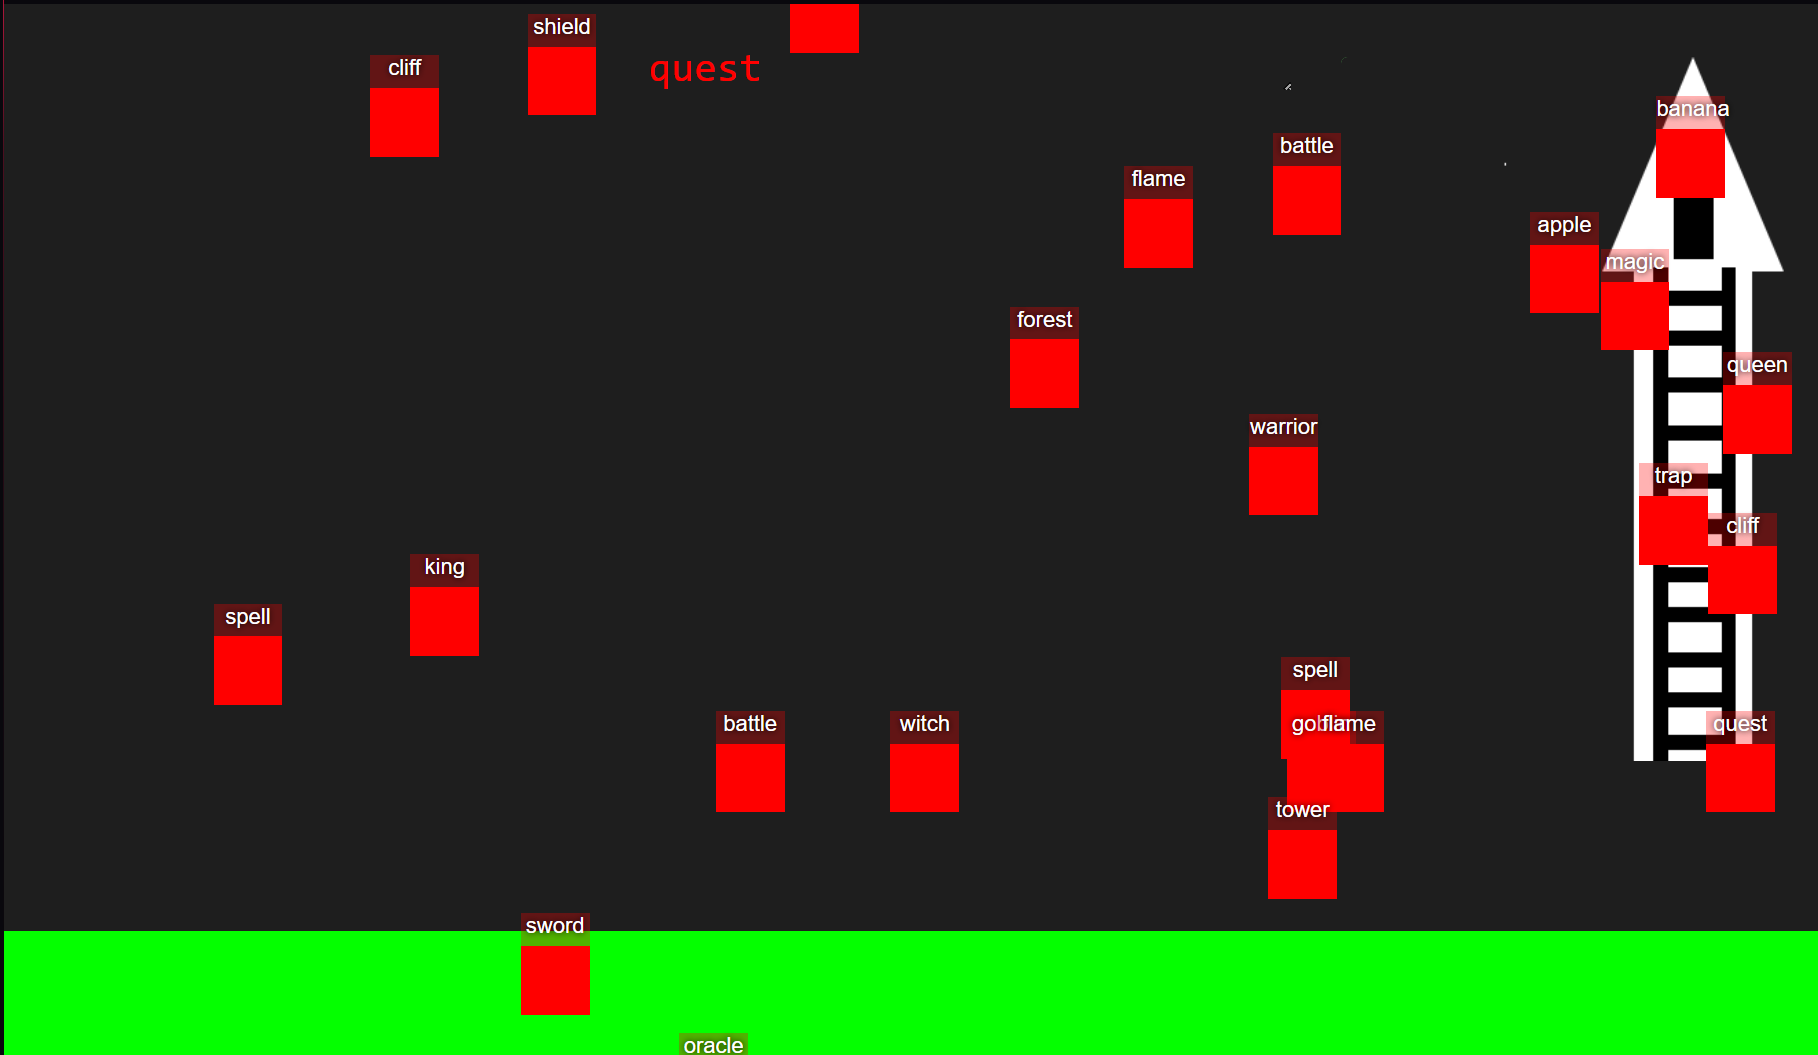 shield
cliff
quest
banana
battle
flame
apple
magic
forest
queen
warrior
trap
cliff
king
spell
spell
battle
witch
flame
quest
tower
sword
oracle